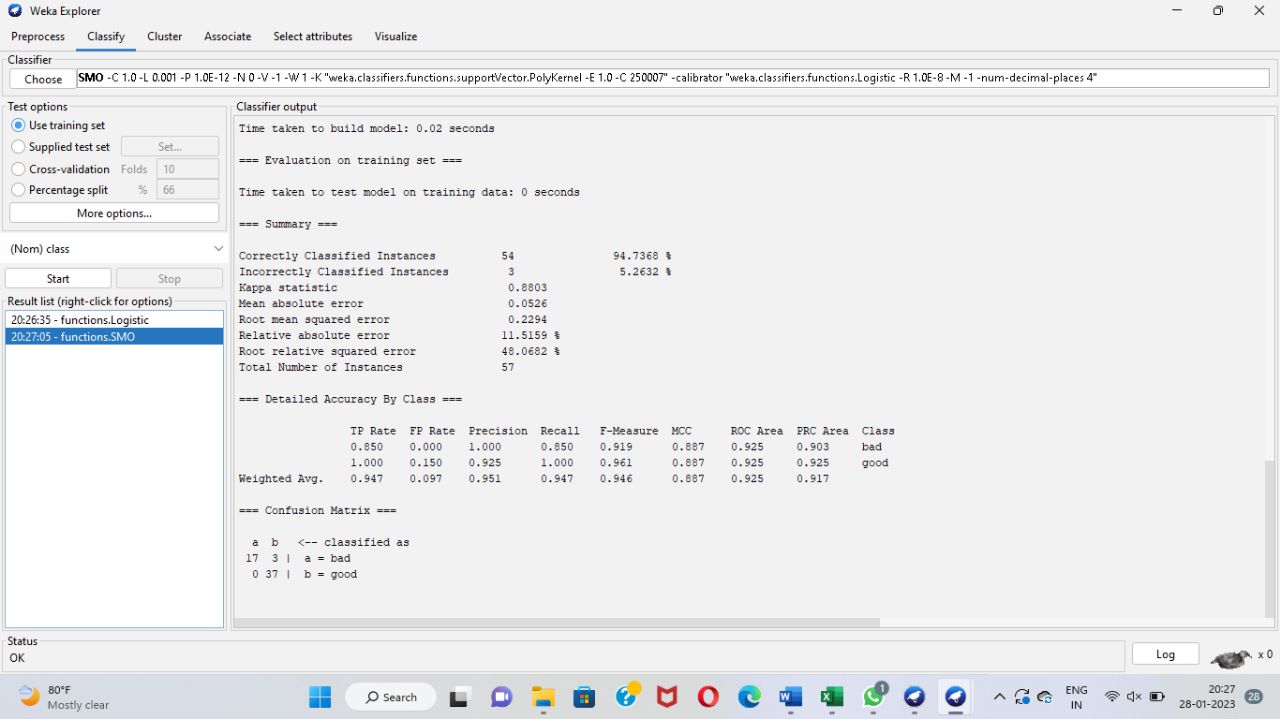 Weka Explorer
Preprocess Classify Cluster Associate Select attributes Visualize
Classifier
Choose SMO -C 1.0 -L 0.001 -P 1.0E-12 -N 0 -V -1 -W 1 -K "weka.classifiers.functions.supportVector.PolyKernel -E 1.0 -C 250007" -calibrator "weka.classifiers.functions.Logistic -R 1.0E-8 -M -1 -num-decimal-places 4"
Test options
Use training set
Supplied test set Set...
Cross-validation Folds 10
Percentage split % 66
More options...
(Nom) class
Start Stop
Result list (right-click for options)
20:26:35 - functions.Logistic
20:27:05 - functions.SMO
Classifier output
Time taken to build model: 0.02 seconds
=== Evaluation on training set ===
Time taken to test model on training data: 0 seconds
=== Summary ===
Correctly Classified Instances 54 94.7368 %
Incorrectly Classified Instances 3 5.2632 %
Kappa statistic 0.8803
Mean absolute error 0.0526
Root mean squared error 0.2294
Relative absolute error 11.5159 %
Root relative squared error 48.0682 %
Total Number of Instances 57
=== Detailed Accuracy By Class ===
TP Rate FP Rate Precision Recall F-Measure MCC ROC Area PRC Area Class
0.850 0.000 1.000 0.850 0.919 0.887 0.925 0.903 bad
1.000 0.150 0.925 1.000 0.961 0.887 0.925 0.925 good
Weighted Avg. 0.947 0.097 0.951 0.947 0.946 0.887 0.925 0.917
=== Confusion Matrix ===
a b <-- classified as
17 3 | a = bad
0 37 | b = good
Status
OK
Log x 0
80°F
Mostly clear
Search
1
ENG
IN
20:27
28-01-2023
28